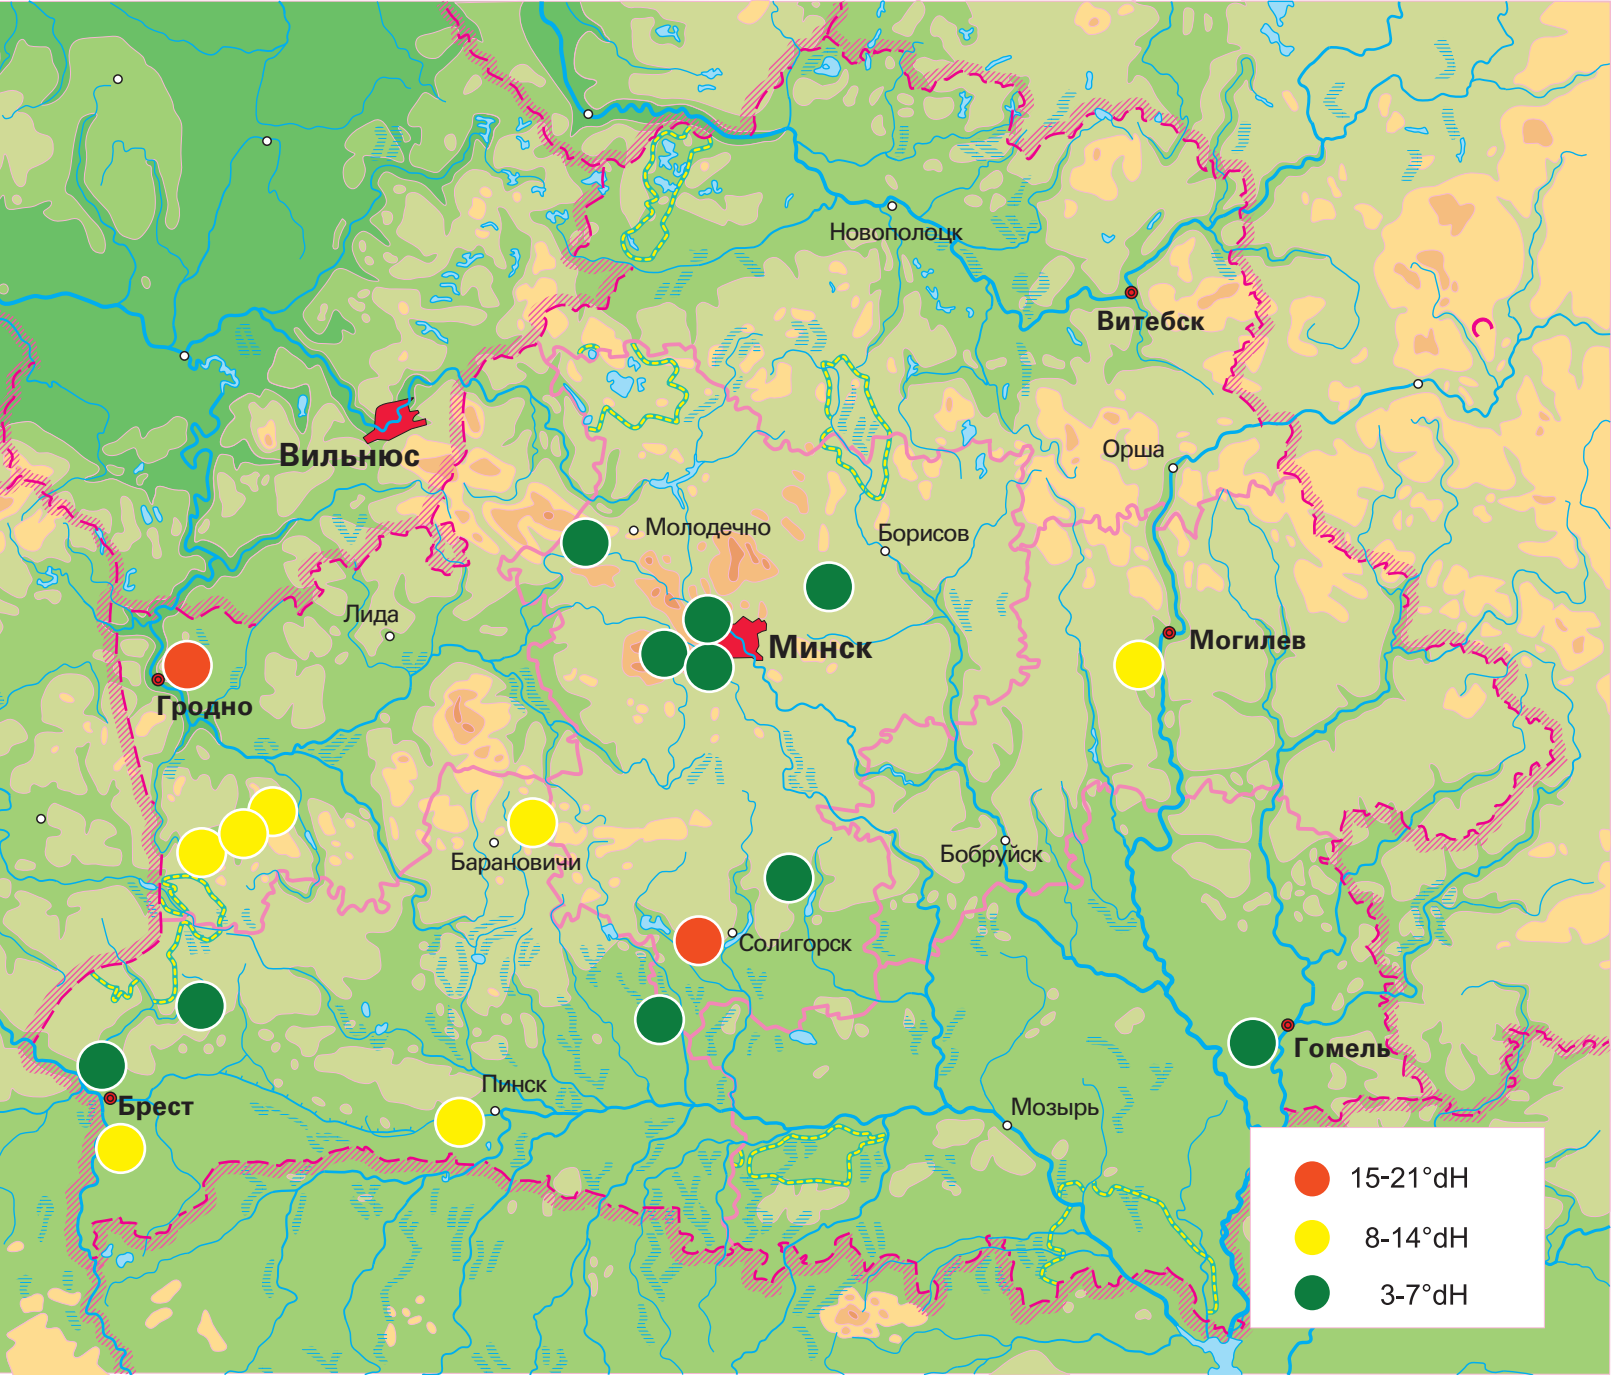 Новополоцк
Витебск
Орша
Вильнюс
Молодечно
Борисов
Лида
Минск
Могилев
Гродно
Барановичи
Бобруйск
Солигорск
Гомель
Пинск
Брест
Мозырь
15-21°dH
8-14°dH
3-7°dH